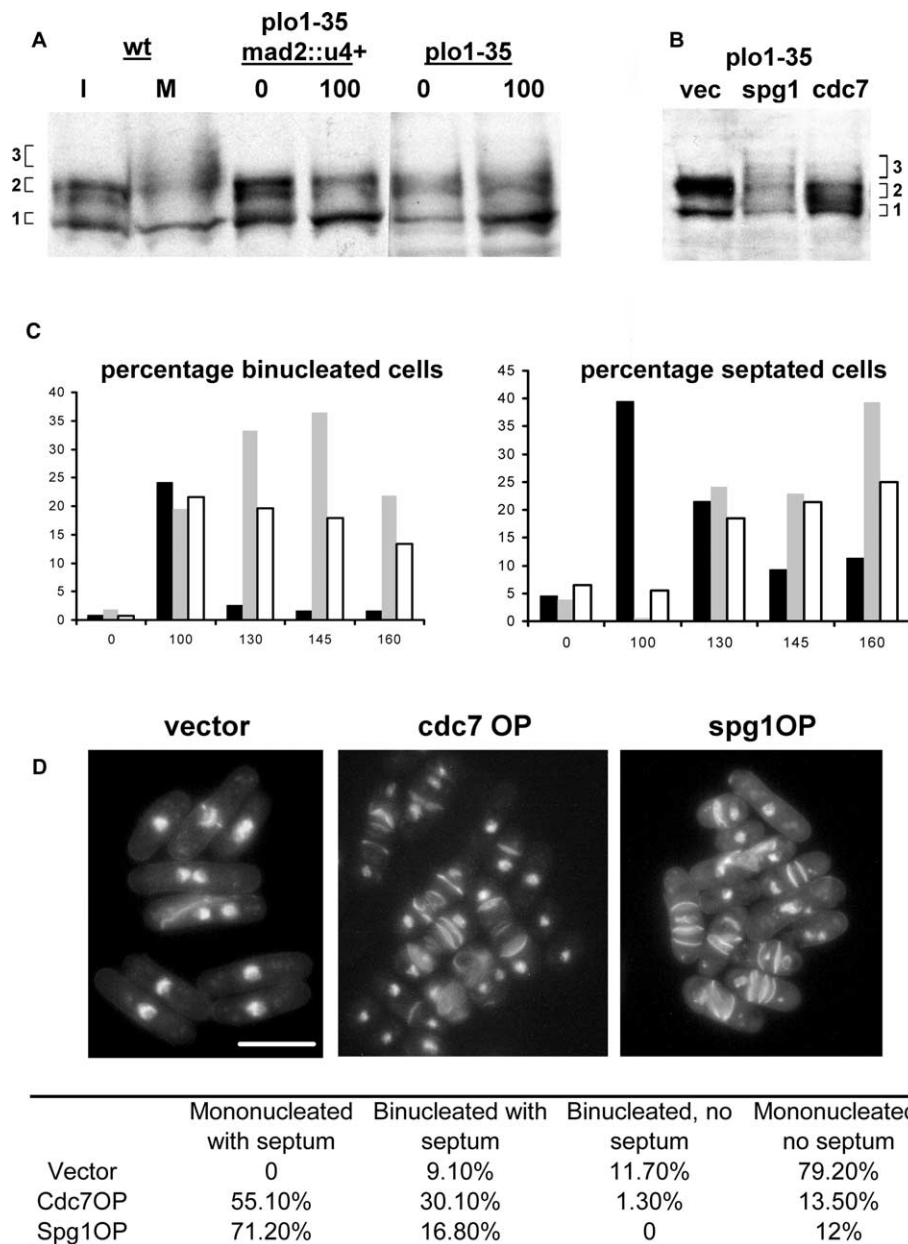 A
wt
I M
plo1-35
mad2::u4+
0 100
plo1-35
0 100
3
2
1
B
plo1-35
vec spg1 cdc7
3
2
1
C
percentage binucleated cells
40
35
30
25
20
15
10
5
0
0 100 130 145 160
percentage septated cells
45
40
35
30
25
20
15
10
5
0
0 100 130 145 160
D
vector cdc7 OP spg1OP
Mononucleated with septum Binucleated with septum Binucleated, no septum Mononucleated no septum
Vector 0 9.10% 11.70% 79.20%
Cdc7OP 55.10% 30.10% 1.30% 13.50%
Spg1OP 71.20% 16.80% 0 12%